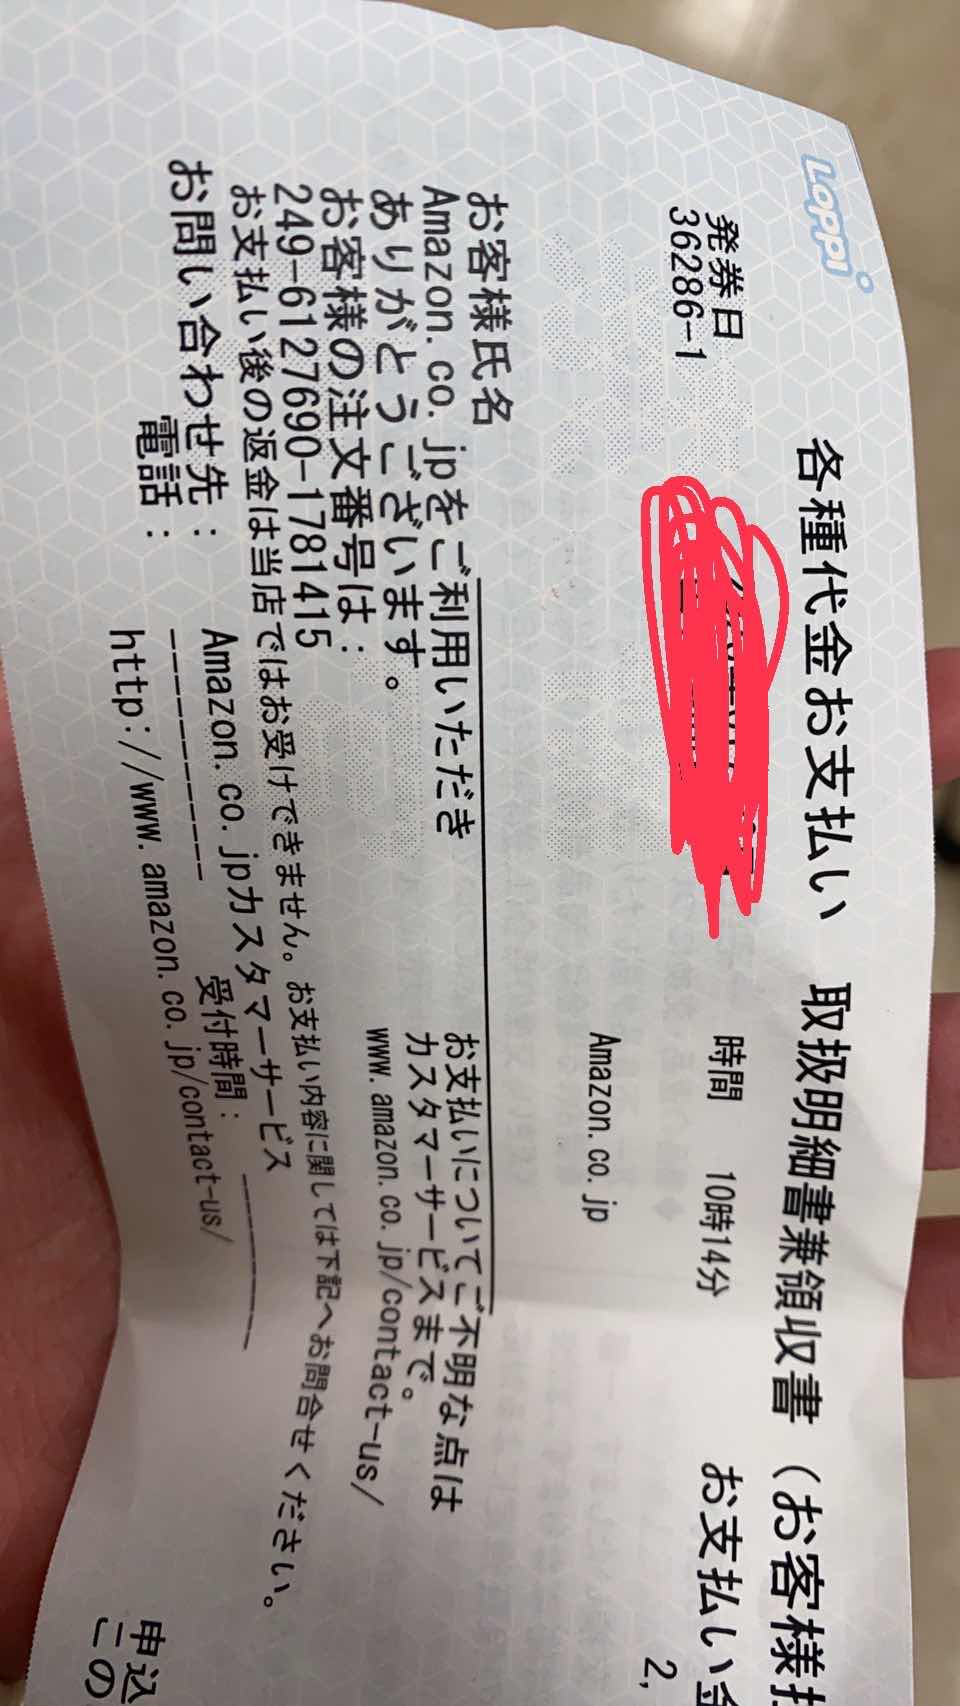 Loppi
各種代金お支払い 取扱明細書兼領収書（お客様
発券日
36286-1
時間 10時14分
お支払い金
2,
Amazon.co.jp
お客様氏名
Amazon.co.jpをご利用いただき
ありがとうございます。
お客様の注文番号は：
249-6127690-1781415
お支払いについてご不明な点は
カスタマーサービスまで。
www.amazon.co.jp/contact-us/
お支払い後の返金は当店ではお受けできません。お支払い内容に関しては下記へお問合せください。
お問い合わせ先： Amazon.co.jpカスタマーサービス
電話： ---------- 受付時間： ----------
http://www.amazon.co.jp/contact-us/
申込
この